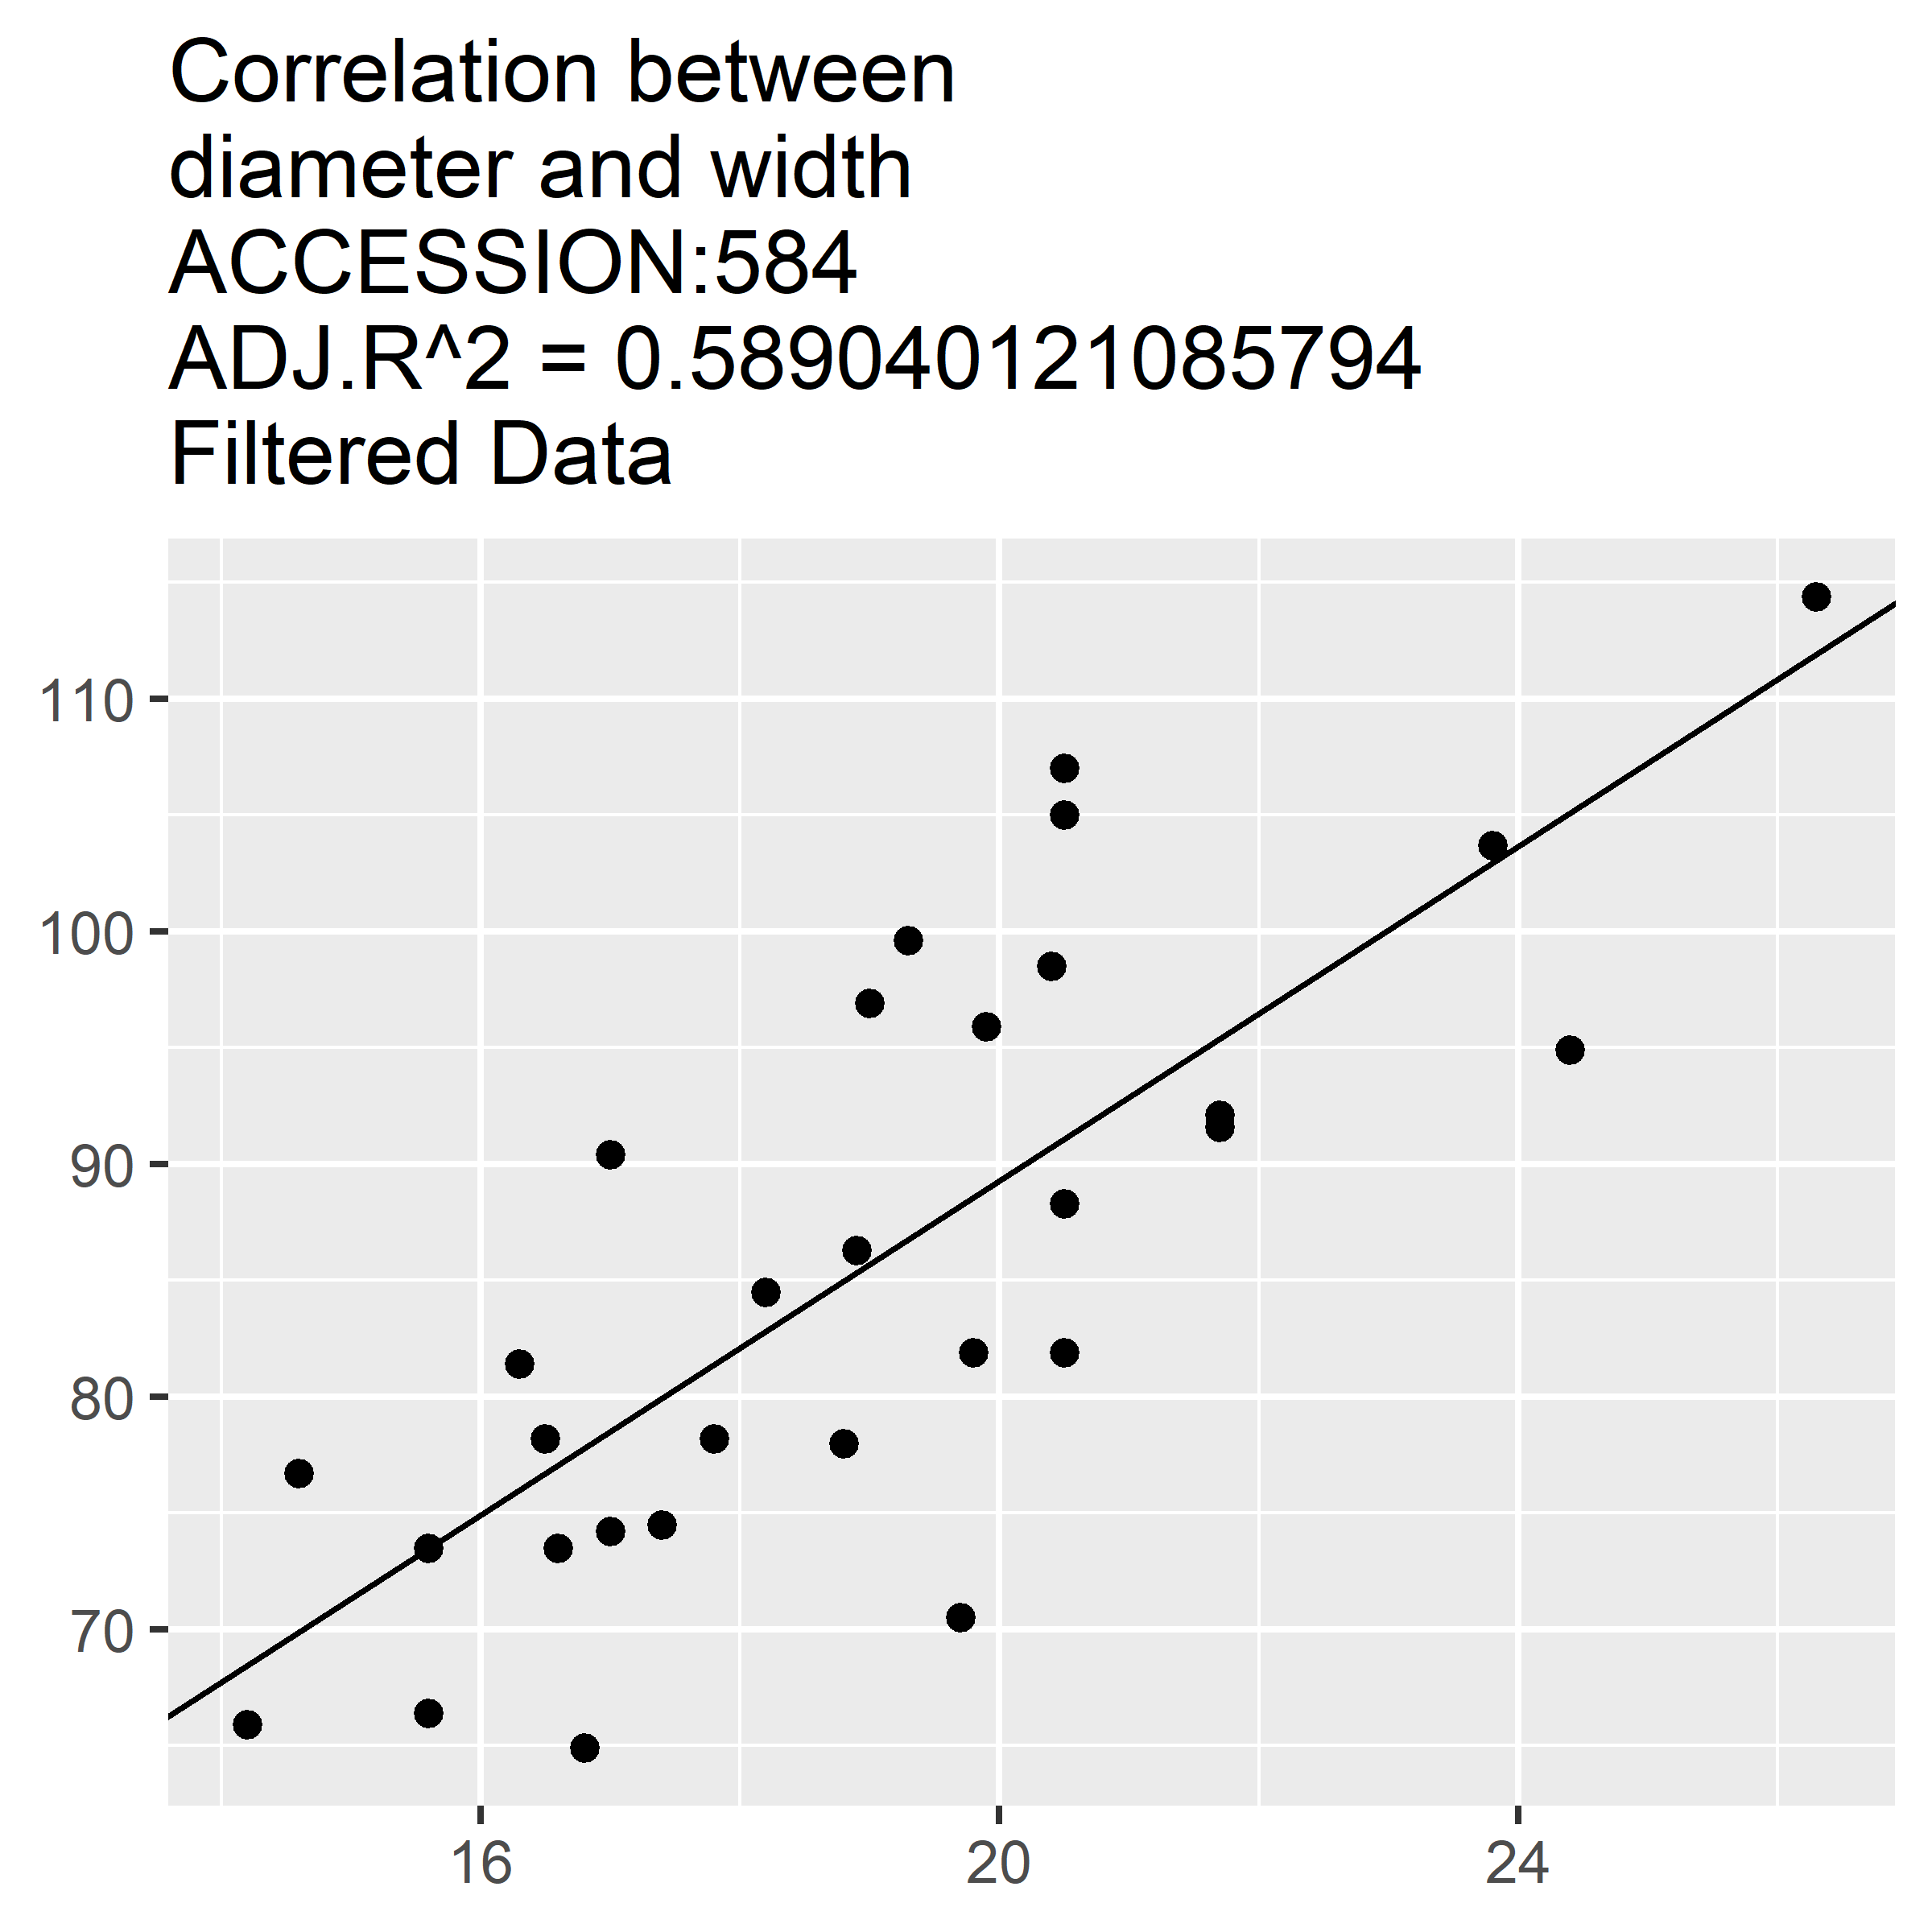 Correlation between
diameter and width
ACCESSION:584
ADJ.R^2 = 0.589040121085794
Filtered Data
110
100
90
80
70
16 20 24